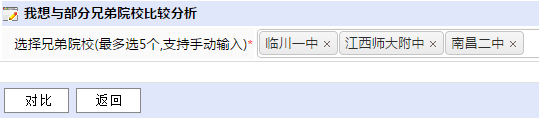 我想与部分兄弟院校比较分析
选择兄弟院校(最多选5个,支持手动输入)* 临川一中 × 江西师大附中 × 南昌二中 ×
对比 返回